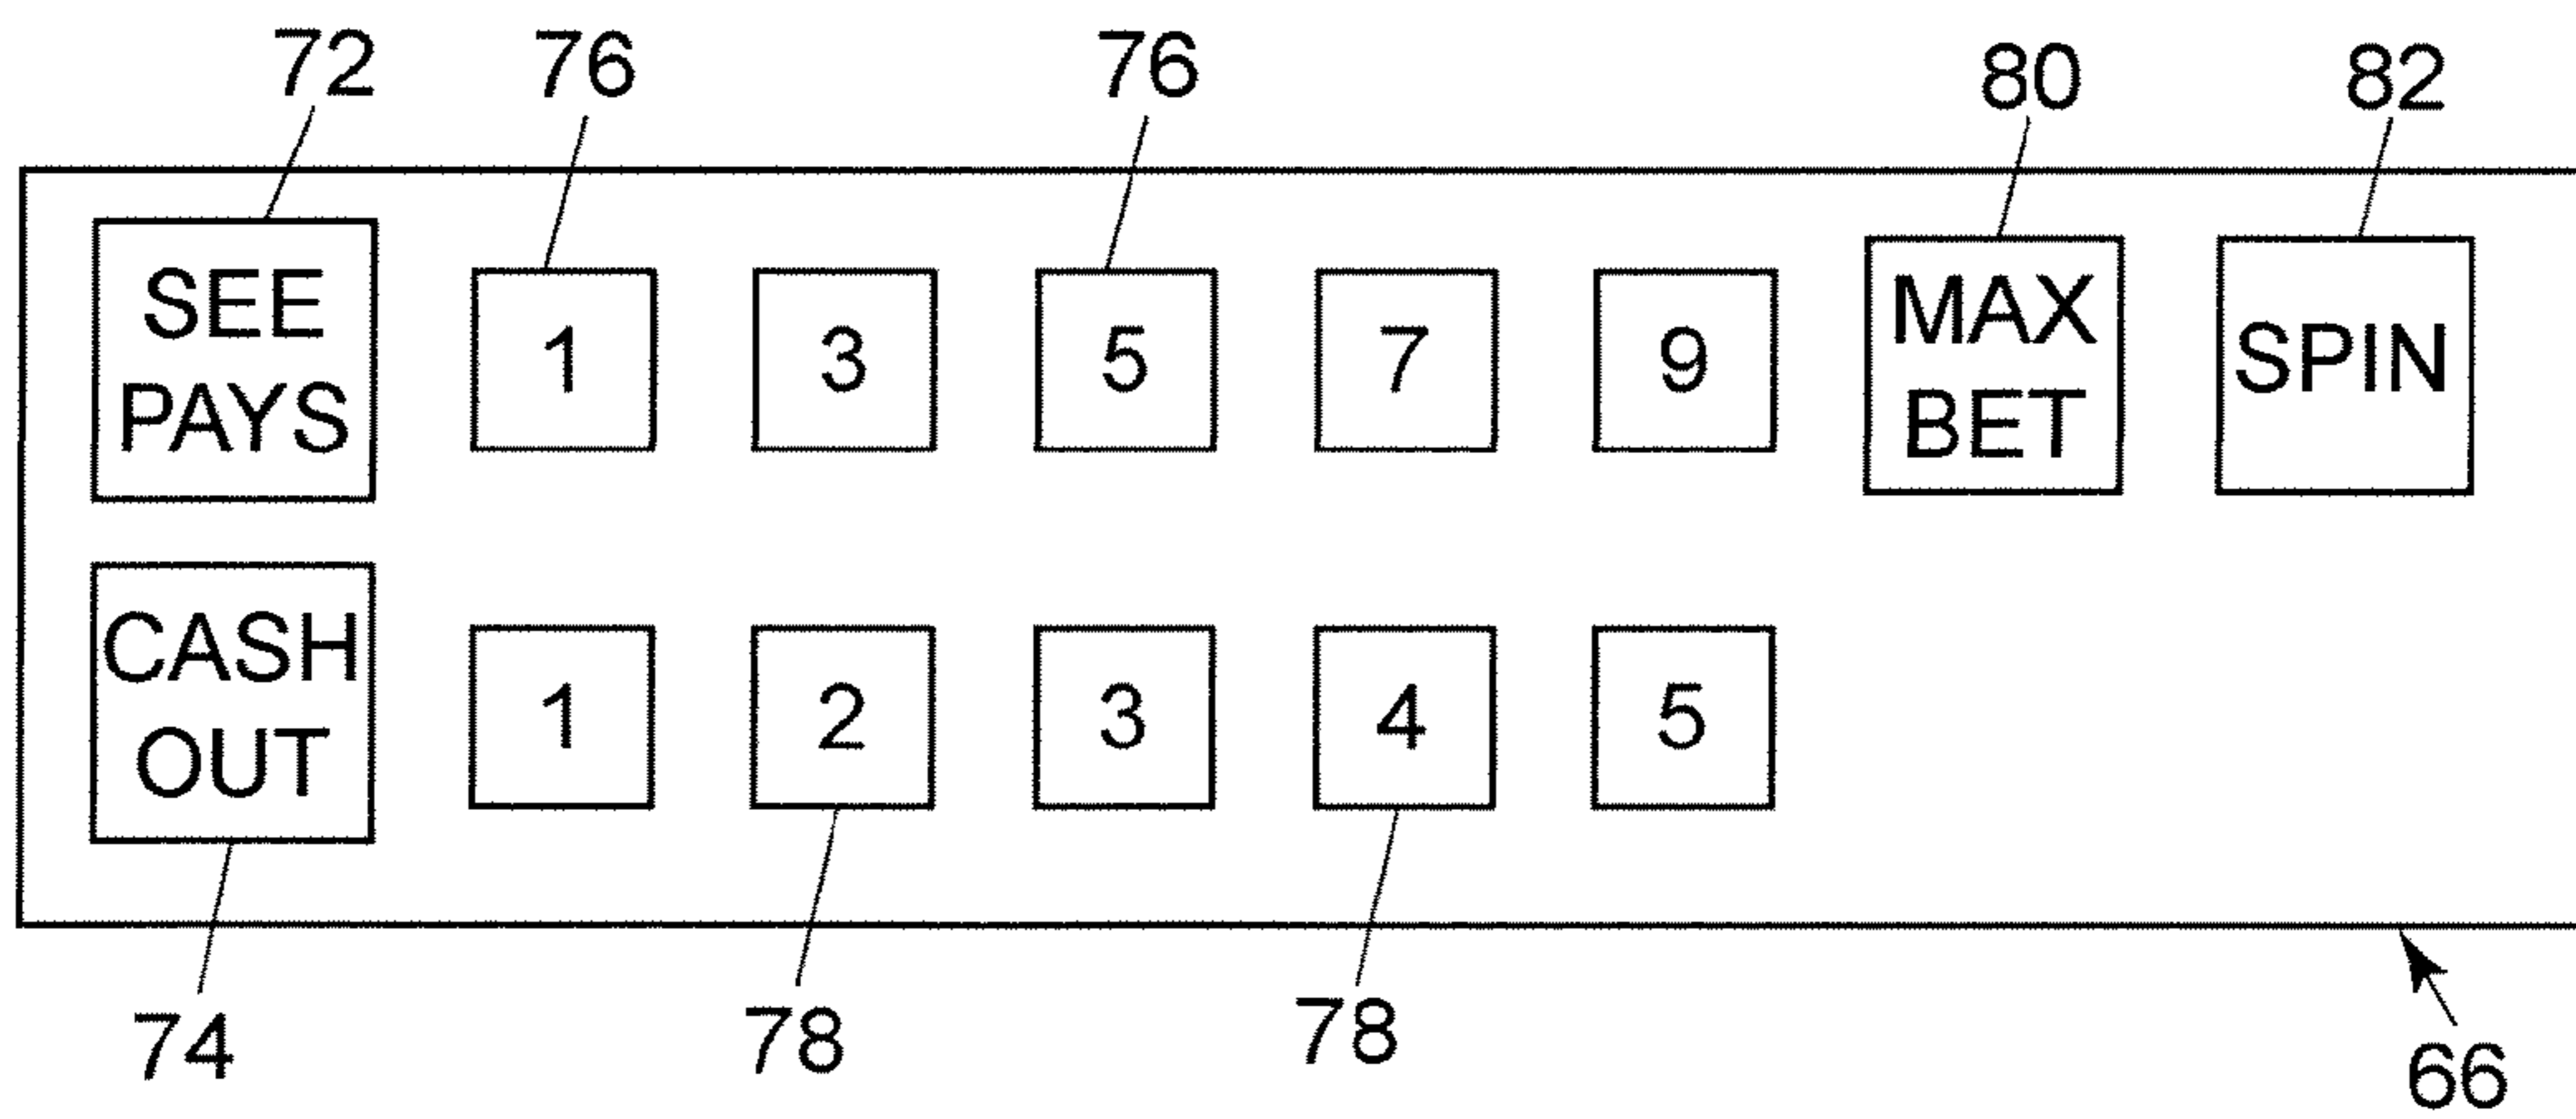 72 76 76 80 82
SEE PAYS
1 3 5 7 9
MAX BET
SPIN
CASH OUT
1 2 3 4 5
74 78 78 66